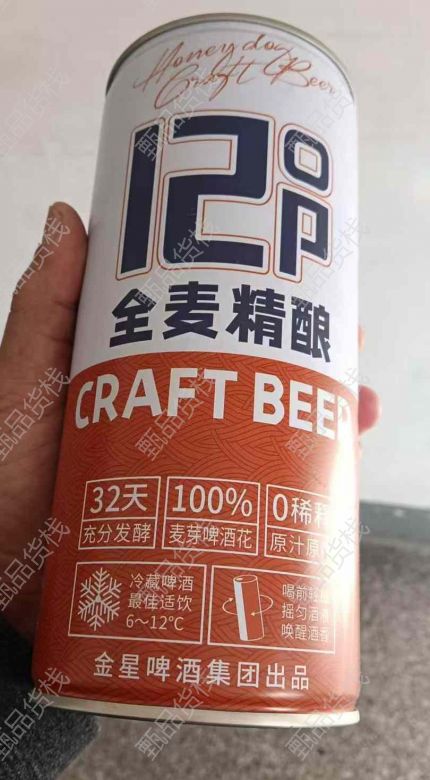 Honey dog
Craft Beer
12°P
全麦精酿
CRAFT BEER
32天
充分发酵
100%
麦芽啤酒花
0稀
原汁原
冷藏啤酒
最佳适饮
6～12°C
喝前轻
摇匀酒
唤醒酒香
金星啤酒集团出品
甄品货栈